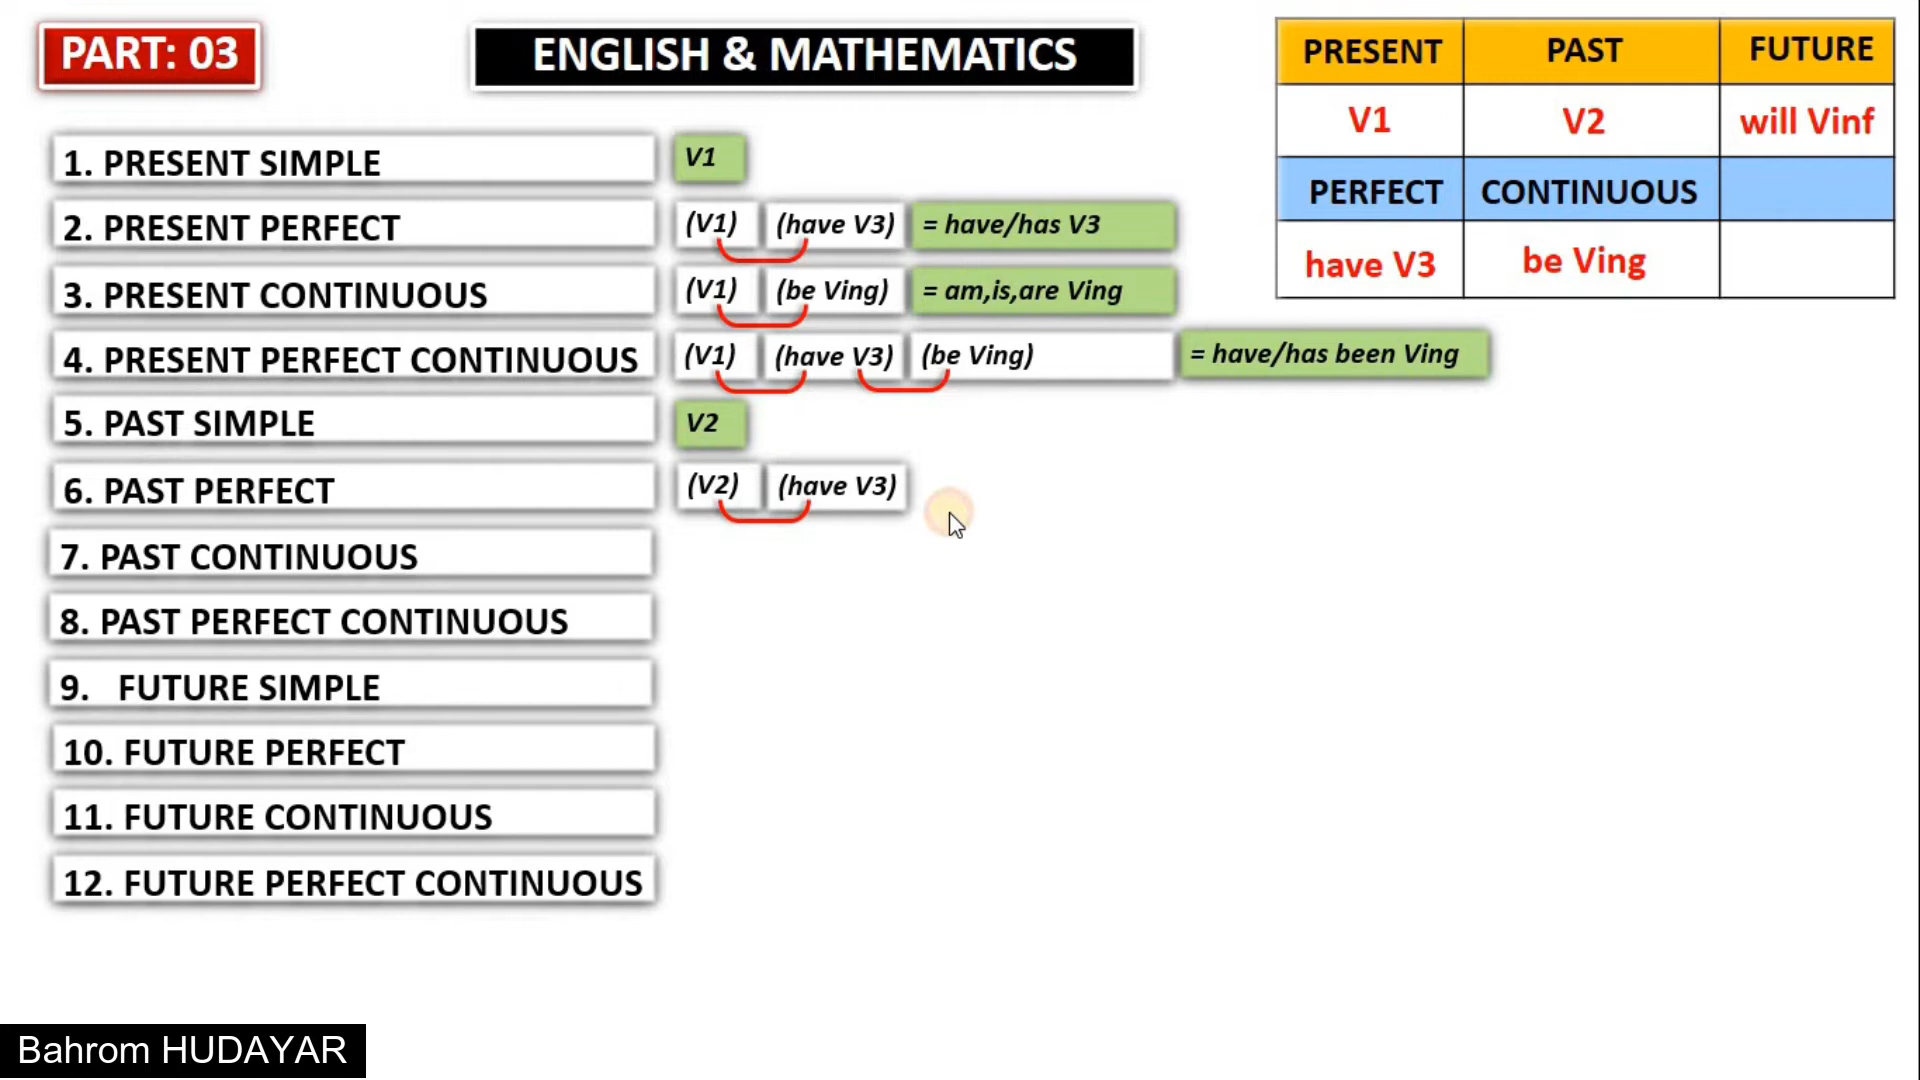 PART: 03
ENGLISH & MATHEMATICS
PRESENT PAST FUTURE
V1 V2 will Vinf
PERFECT CONTINUOUS
have V3 be Ving
1. PRESENT SIMPLE V1
2. PRESENT PERFECT (V1) (have V3) = have/has V3
3. PRESENT CONTINUOUS (V1) (be Ving) = am,is,are Ving
4. PRESENT PERFECT CONTINUOUS (V1) (have V3) (be Ving) = have/has been Ving
5. PAST SIMPLE V2
6. PAST PERFECT (V2) (have V3)
7. PAST CONTINUOUS
8. PAST PERFECT CONTINUOUS
9. FUTURE SIMPLE
10. FUTURE PERFECT
11. FUTURE CONTINUOUS
12. FUTURE PERFECT CONTINUOUS
Bahrom HUDAYAR